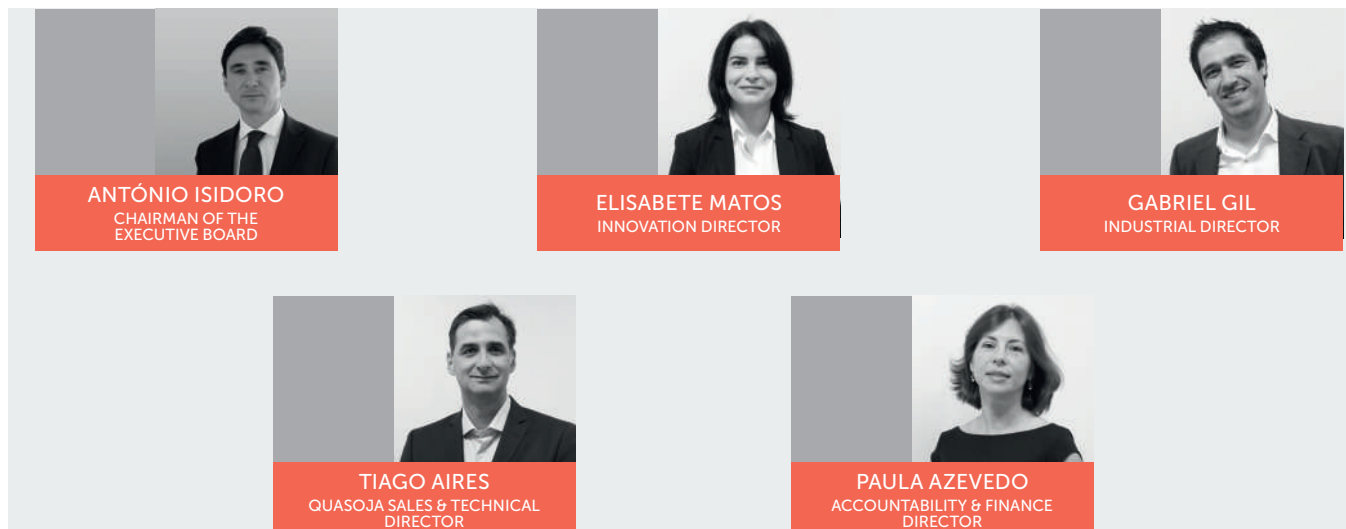 ANTÓNIO ISIDORO
CHAIRMAN OF THE
EXECUTIVE BOARD
ELISABETE MATOS
INNOVATION DIRECTOR
GABRIEL GIL
INDUSTRIAL DIRECTOR
TIAGO AIRES
QUASOJA SALES & TECHNICAL
DIRECTOR
PAULA AZEVEDO
ACCOUNTABILITY & FINANCE
DIRECTOR